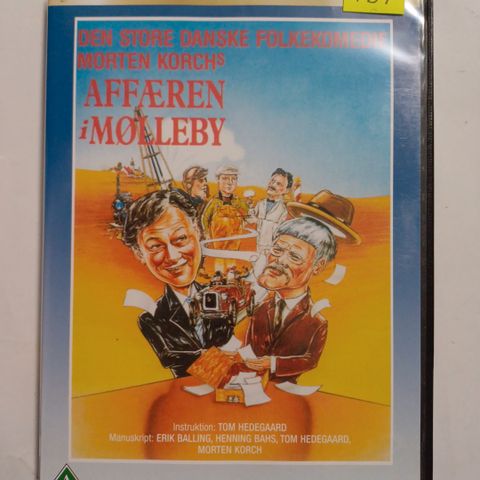 DEN STORE DANSKE FOLKEKOMEDIE
MORTEN KORCHS
AFFÆREN
i MØLLEBY
Instruktion: TOM HEDEGAARD
Manuskript: ERIK BALLING, HENNING BAHS, TOM HEDEGAARD,
MORTEN KORCH